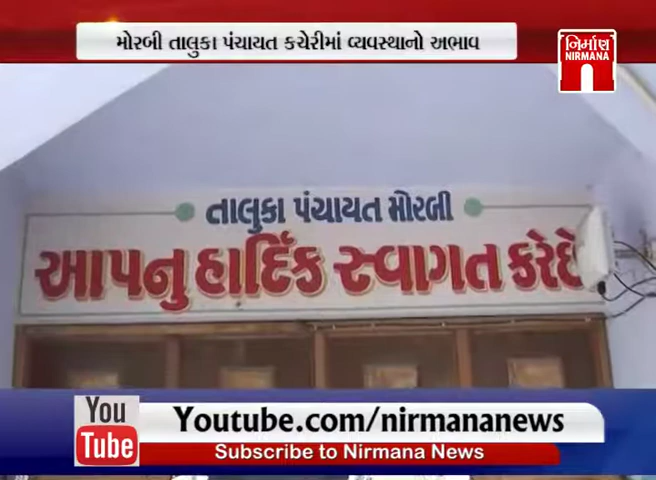 મોરબી તાલુકા પંચાયત કચેરીમાં વ્યવસ્થાનો અભાવ
निर्माण
NIRMANA
તાલુકા પંચાયત મોરબી
આપનુ હાર્દિક સ્વાગત કરેછે
You
Tube
Youtube.com/nirmananews
Subscribe to Nirmana News